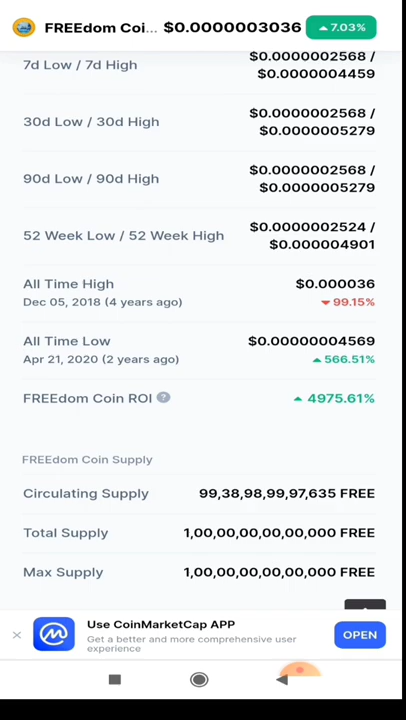 FREEdom Coi... $0.0000003036 7.03%
7d Low / 7d High $0.0000002568 /
$0.0000004459
30d Low / 30d High $0.0000002568 /
$0.0000005279
90d Low / 90d High $0.0000002568 /
$0.0000005279
52 Week Low / 52 Week High $0.0000002524 /
$0.0000004901
All Time High $0.000036
Dec 05, 2018 (4 years ago) 99.15%
All Time Low $0.00000004569
Apr 21, 2020 (2 years ago) 566.51%
FREEdom Coin ROI ? 4975.61%
FREEdom Coin Supply
Circulating Supply 99,38,98,99,97,635 FREE
Total Supply 1,00,00,00,00,00,000 FREE
Max Supply 1,00,00,00,00,00,000 FREE
Use CoinMarketCap APP
Get a better and more comprehensive user
experience
OPEN